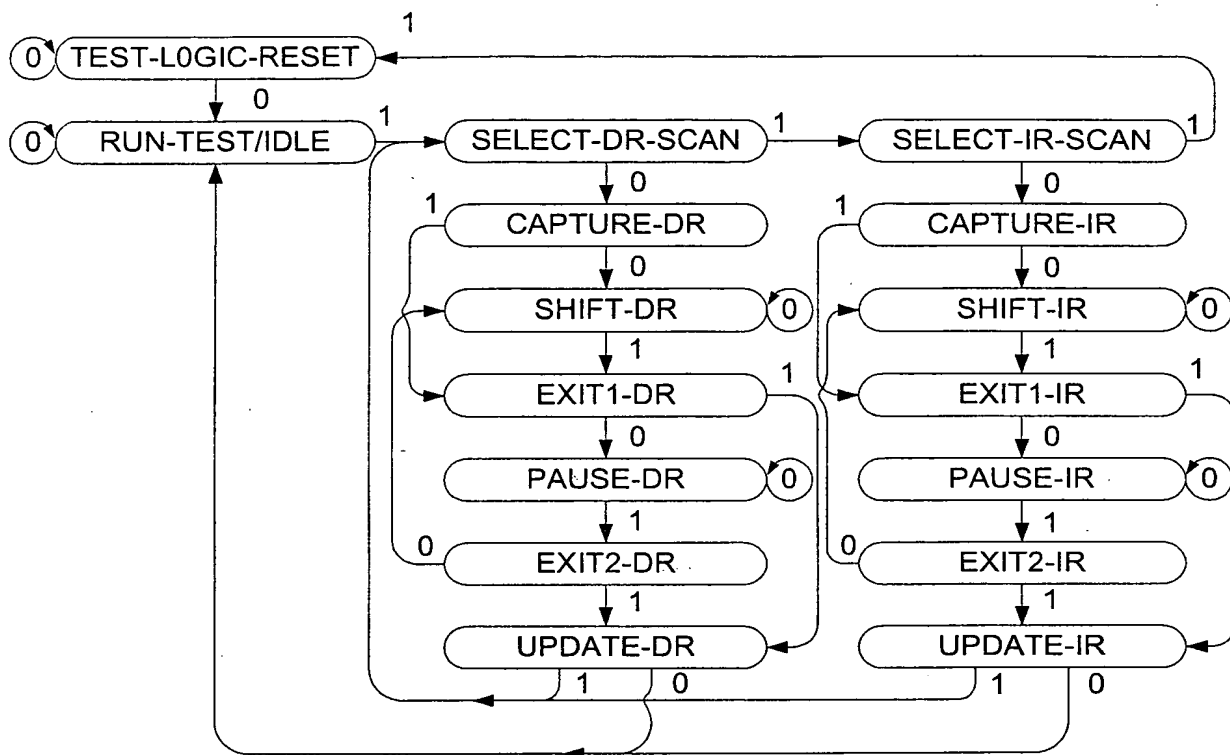 1
0 TEST-L0GIC-RESET
0
0 RUN-TEST/IDLE 1 SELECT-DR-SCAN 1 SELECT-IR-SCAN 1
0 0
1 CAPTURE-DR 1 CAPTURE-IR
0 0
SHIFT-DR 0 SHIFT-IR 0
1 1
EXIT1-DR 1 EXIT1-IR 1
0 0
PAUSE-DR 0 PAUSE-IR 0
1 1
0 EXIT2-DR 0 EXIT2-IR
1 1
UPDATE-DR UPDATE-IR
1 0 1 0